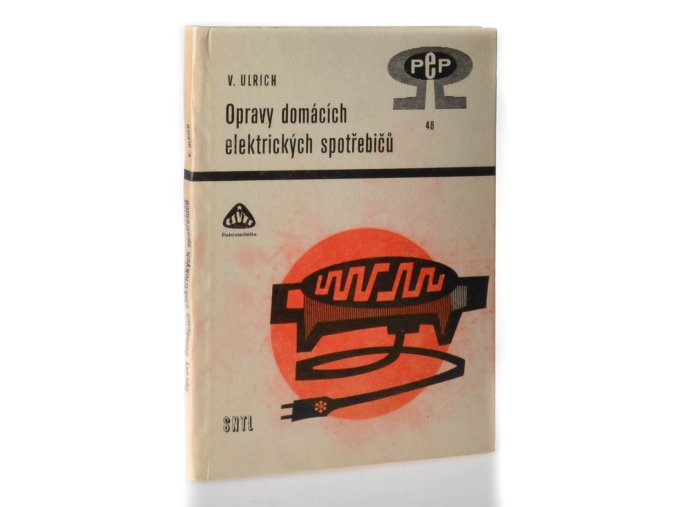 V. ULRICH
PeP
Opravy domácích
elektrických spotřebičů
48
Elektrotechnika
SNTL
V. ULRICH
Opravy domácích elektrických spotřebičů